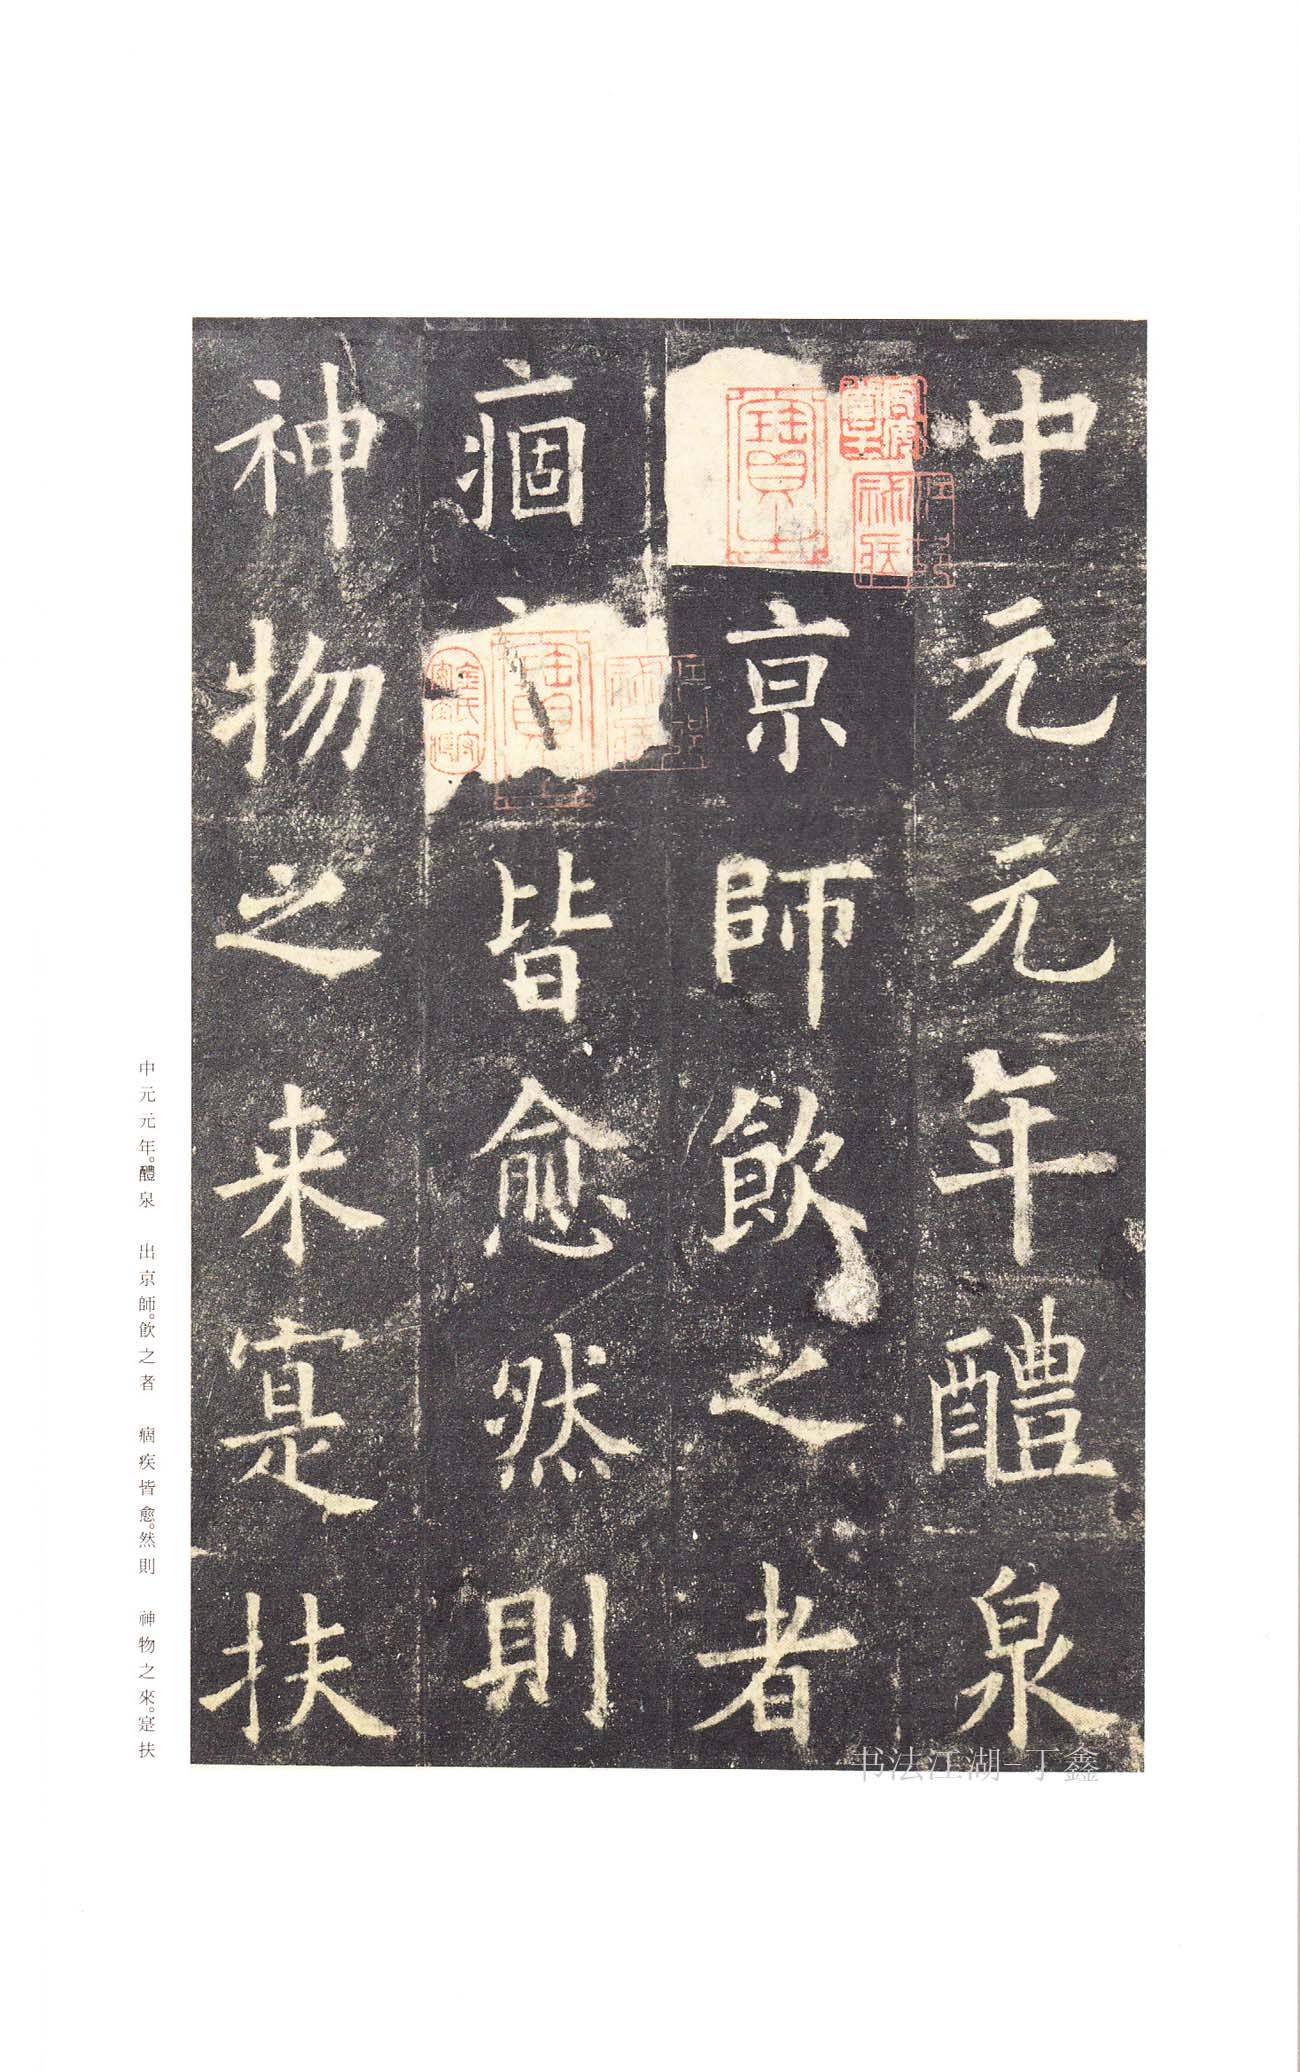 中元元年醴泉
京師飲之者
痼皆愈然則
神物之来寔扶
中元元年。醴泉　出京師。飲之者　痼疾皆愈。然則　神物之來。寔扶
书法江湖-丁鑫